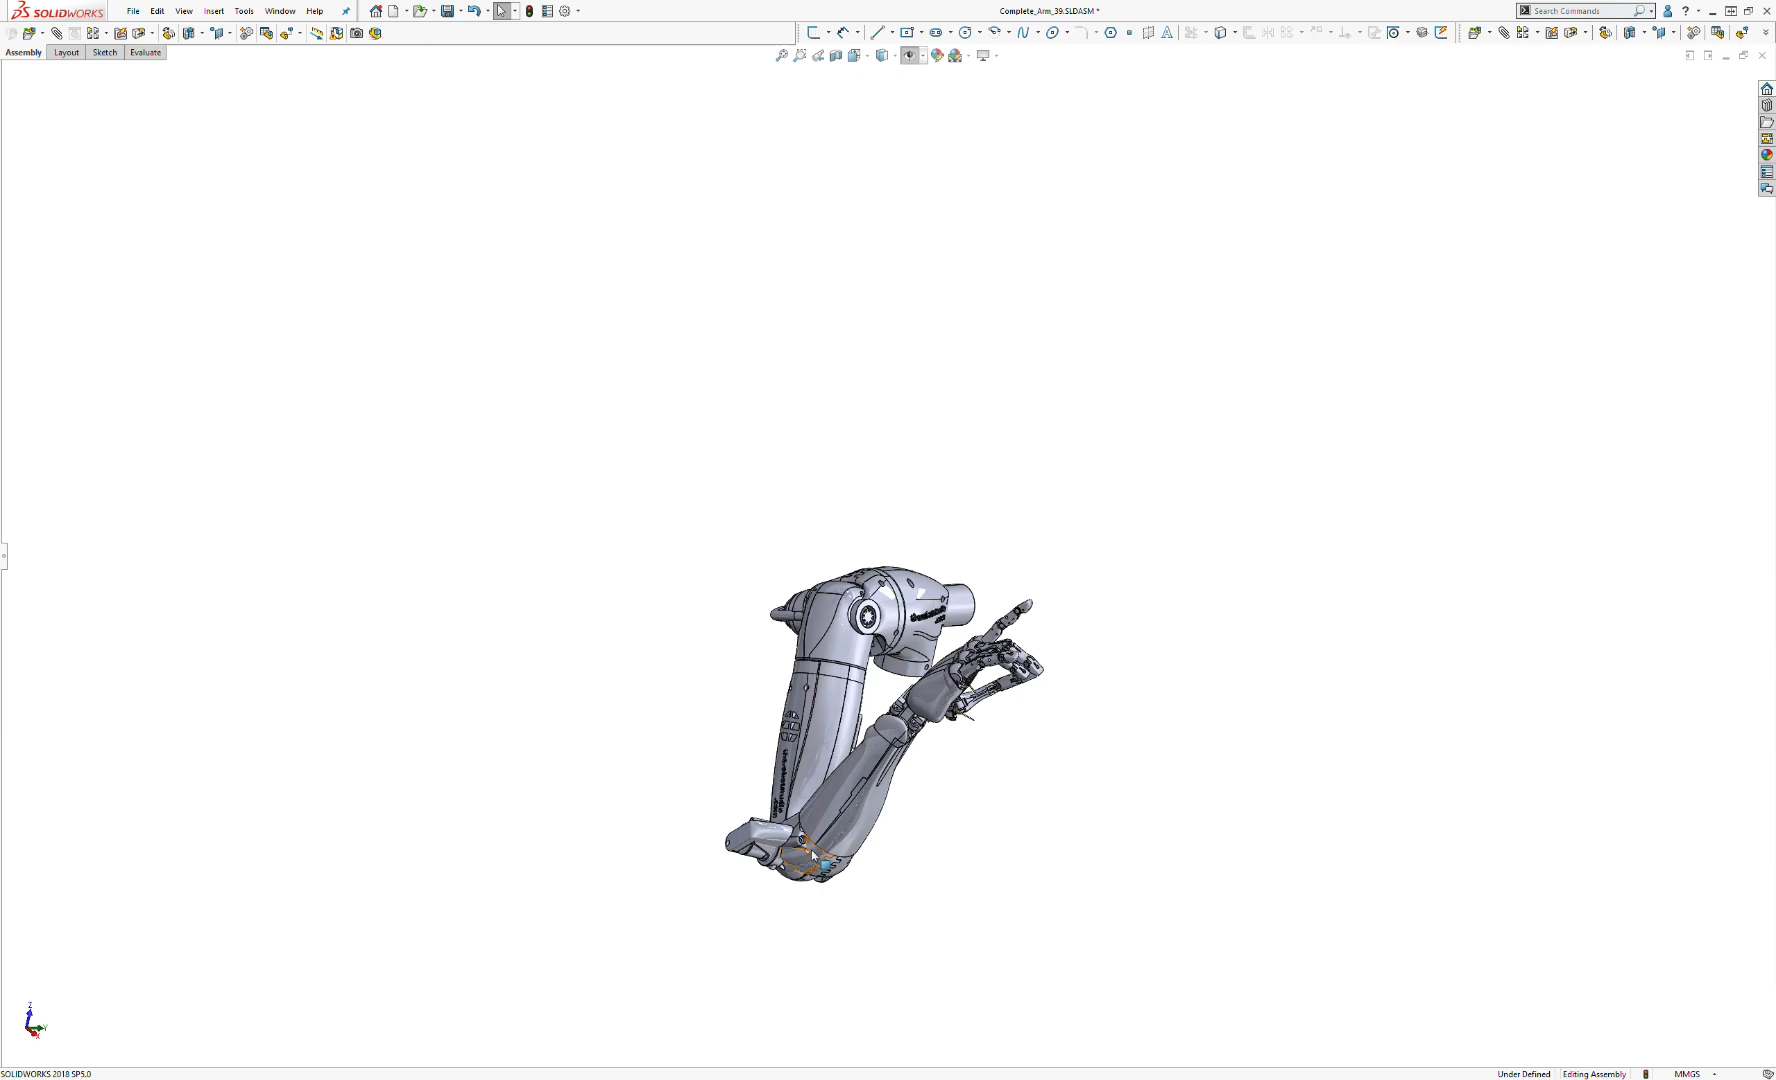 SOLIDWORKS File Edit View Insert Tools Window Help Complete_Arm_39.SLDASM * Search Commands ?
Assembly Layout Sketch Evaluate
Z
Y
X
SOLIDWORKS 2018 SP5.0 Under Defined Editing Assembly MMGS